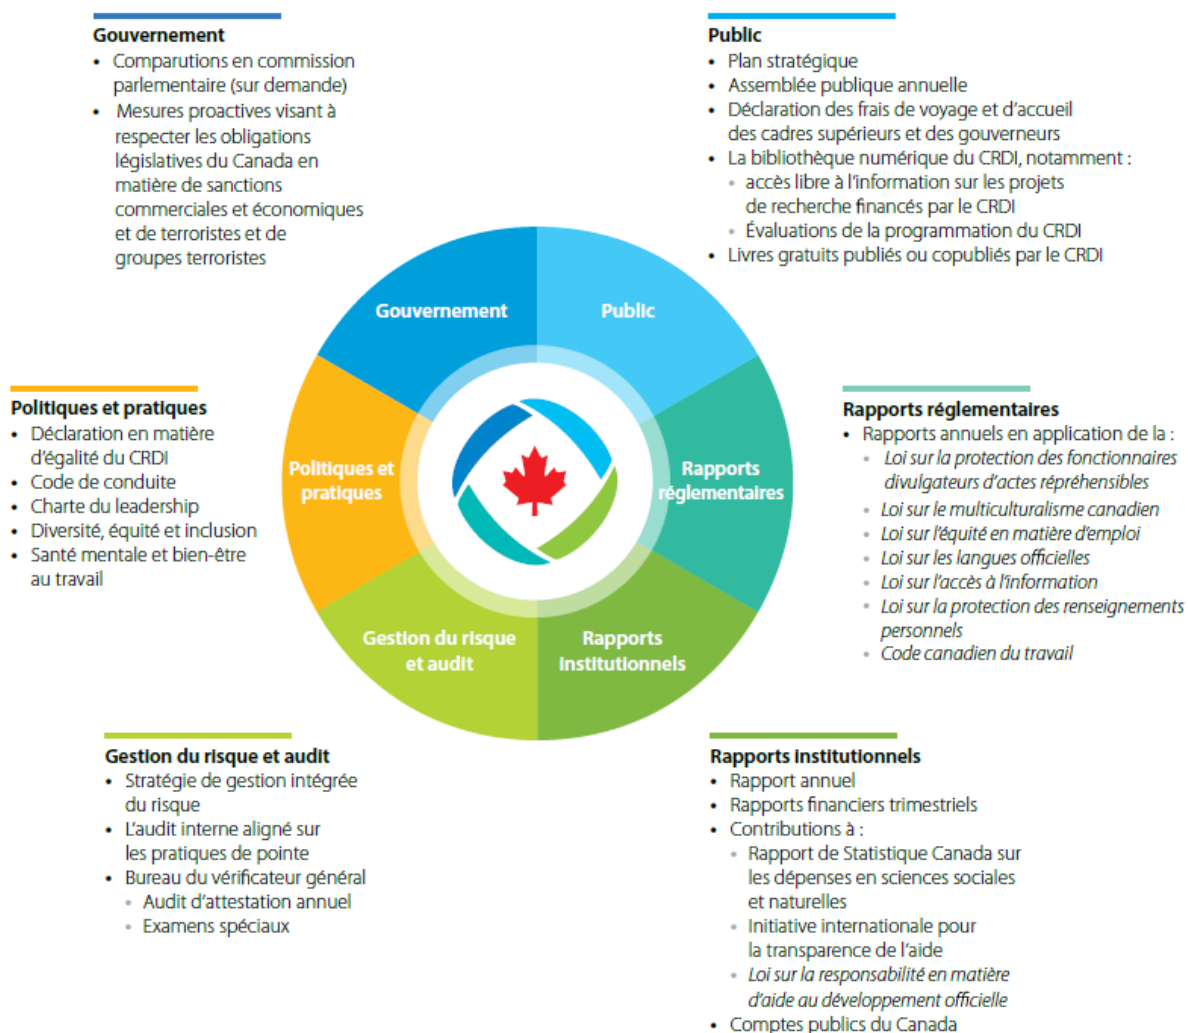 Gouvernement
• Comparutions en commission
parlementaire (sur demande)
• Mesures proactives visant à
respecter les obligations
législatives du Canada en
matière de sanctions
commerciales et économiques
et de terroristes et de
groupes terroristes
Public
• Plan stratégique
• Assemblée publique annuelle
• Déclaration des frais de voyage et d'accueil
des cadres supérieurs et des gouverneurs
• La bibliothèque numérique du CRDI, notamment :
• accès libre à l'information sur les projets
de recherche financés par le CRDI
• Évaluations de la programmation du CRDI
• Livres gratuits publiés ou copubliés par le CRDI
Gouvernement
Public
Politiques et
pratiques
Rapports
réglementaires
Gestion du risque
et audit
Rapports
institutionnels
Politiques et pratiques
• Déclaration en matière
d'égalité du CRDI
• Code de conduite
• Charte du leadership
• Diversité, équité et inclusion
• Santé mentale et bien-être
au travail
Rapports réglementaires
• Rapports annuels en application de la :
• Loi sur la protection des fonctionnaires
divulgateurs d'actes répréhensibles
• Loi sur le multiculturalisme canadien
• Loi sur l'équité en matière d'emploi
• Loi sur les langues officielles
• Loi sur l'accès à l'information
• Loi sur la protection des renseignements
personnels
• Code canadien du travail
Gestion du risque et audit
• Stratégie de gestion intégrée
du risque
• L'audit interne aligné sur
les pratiques de pointe
• Bureau du vérificateur général
• Audit d'attestation annuel
• Examens spéciaux
Rapports institutionnels
• Rapport annuel
• Rapports financiers trimestriels
• Contributions à :
• Rapport de Statistique Canada sur
les dépenses en sciences sociales
et naturelles
• Initiative internationale pour
la transparence de l'aide
• Loi sur la responsabilité en matière
d'aide au développement officielle
• Comptes publics du Canada